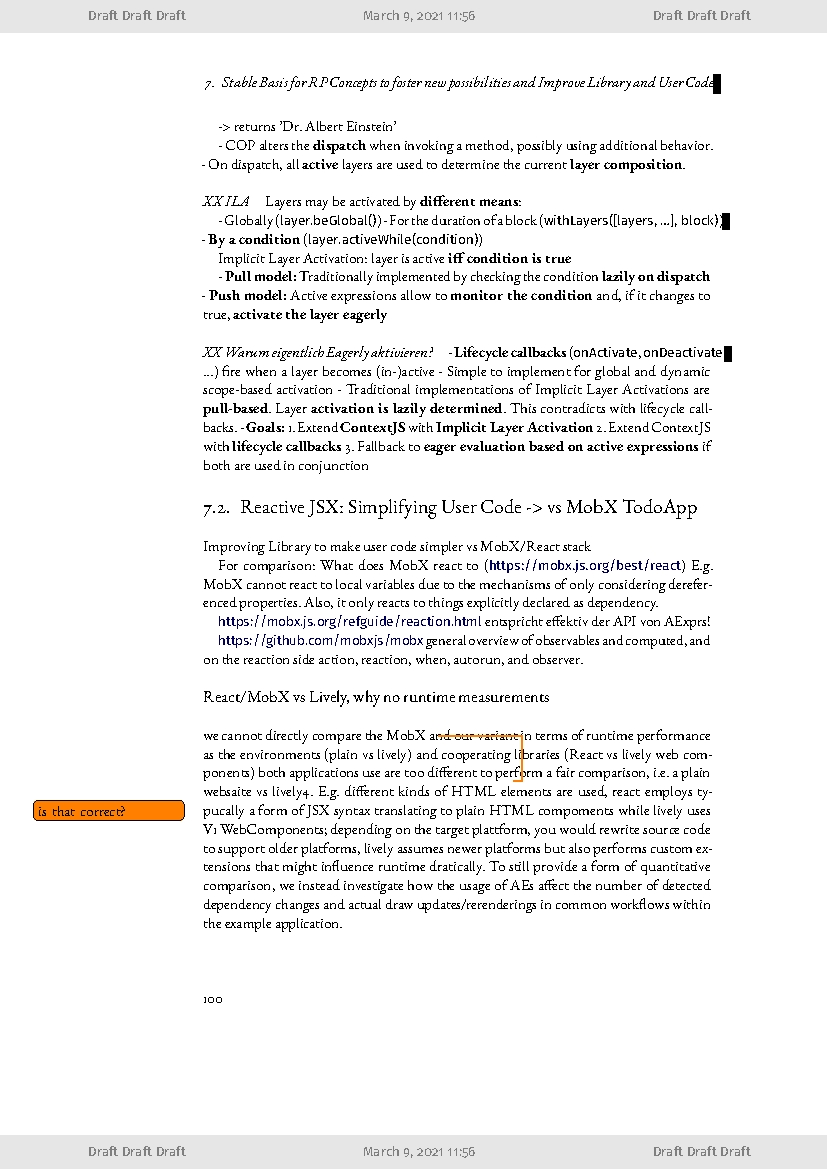 Draft Draft Draft March 9, 2021 11:56 Draft Draft Draft
7. Stable Basis for RP Concepts to foster new possibilities and Improve Library and User Code
-> returns 'Dr. Albert Einstein'
- COP alters the dispatch when invoking a method, possibly using additional behavior.
- On dispatch, all active layers are used to determine the current layer composition.
XX ILA Layers may be activated by different means:
- Globally (layer.beGlobal()) - For the duration of a block (withLayers([layers, ...], block))
- By a condition (layer.activeWhile(condition))
Implicit Layer Activation: layer is active iff condition is true
- Pull model: Traditionally implemented by checking the condition lazily on dispatch
- Push model: Active expressions allow to monitor the condition and, if it changes to
true, activate the layer eagerly
XX Warum eigentlich Eagerly aktivieren? - Lifecycle callbacks (onActivate, onDeactivate
...) fire when a layer becomes (in-)active - Simple to implement for global and dynamic
scope-based activation - Traditional implementations of Implicit Layer Activations are
pull-based. Layer activation is lazily determined. This contradicts with lifecycle call-
backs. - Goals: 1. Extend ContextJS with Implicit Layer Activation 2. Extend ContextJS
with lifecycle callbacks 3. Fallback to eager evaluation based on active expressions if
both are used in conjunction
7.2. Reactive JSX: Simplifying User Code -> vs MobX TodoApp
Improving Library to make user code simpler vs MobX/React stack
For comparison: What does MobX react to (https://mobx.js.org/best/react) E.g.
MobX cannot react to local variables due to the mechanisms of only considering derefer-
enced properties. Also, it only reacts to things explicitly declared as dependency.
https://mobx.js.org/refguide/reaction.html entspricht effektiv der API von AExprs!
https://github.com/mobxjs/mobx general overview of observables and computed, and
on the reaction side action, reaction, when, autorun, and observer.
React/MobX vs Lively, why no runtime measurements
we cannot directly compare the MobX and our variant in terms of runtime performance
as the environments (plain vs lively) and cooperating libraries (React vs lively web com-
ponents) both applications use are too different to perform a fair comparison, i.e. a plain
websaite vs lively4. E.g. different kinds of HTML elements are used, react employs ty-
is that correct?
pucally a form of JSX syntax translating to plain HTML compoments while lively uses
V1 WebComponents; depending on the target plattform, you would rewrite source code
to support older platforms, lively assumes newer platforms but also performs custom ex-
tensions that might influence runtime dratically. To still provide a form of quantitative
comparison, we instead investigate how the usage of AEs affect the number of detected
dependency changes and actual draw updates/rerenderings in common workflows within
the example application.
100
Draft Draft Draft March 9, 2021 11:56 Draft Draft Draft